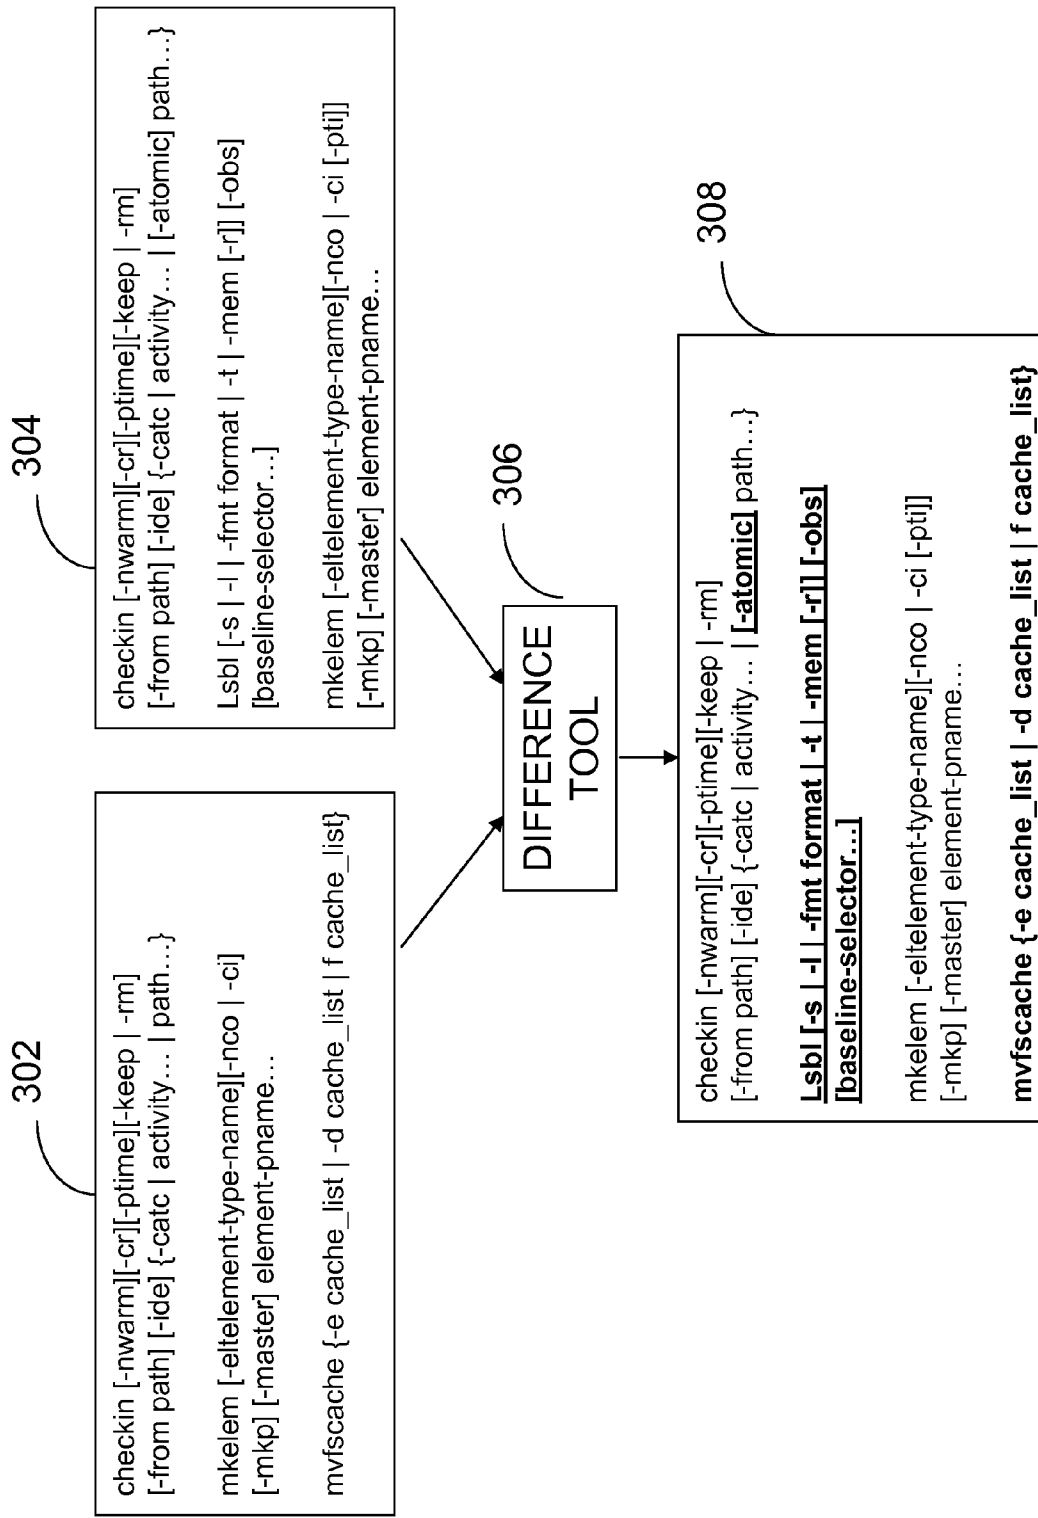 302
checkin [-nwarm][-cr][-ptime][-keep | -rm]
[-from path] [-ide] {-catc | activity… | path…}
mkelem [-eltelement-type-name][-nco | -ci]
[-mkp] [-master] element-pname…
mvfscache {-e cache_list | -d cache_list | f cache_list}
304
checkin [-nwarm][-cr][-ptime][-keep | -rm]
[-from path] [-ide] {-catc | activity… | [-atomic] path…}
Lsbl [-s | -l | -fmt format | -t | -mem [-r]] [-obs]
[baseline-selector…]
mkelem [-eltelement-type-name][-nco | -ci [-pti]]
[-mkp] [-master] element-pname…
306
DIFFERENCE
TOOL
308
checkin [-nwarm][-cr][-ptime][-keep | -rm]
[-from path] [-ide] {-catc | activity… | [-atomic] path…}
Lsbl [-s | -l | -fmt format | -t | -mem [-r]] [-obs]
[baseline-selector…]
mkelem [-eltelement-type-name][-nco | -ci [-pti]]
[-mkp] [-master] element-pname…
mvfscache {-e cache_list | -d cache_list | f cache_list}